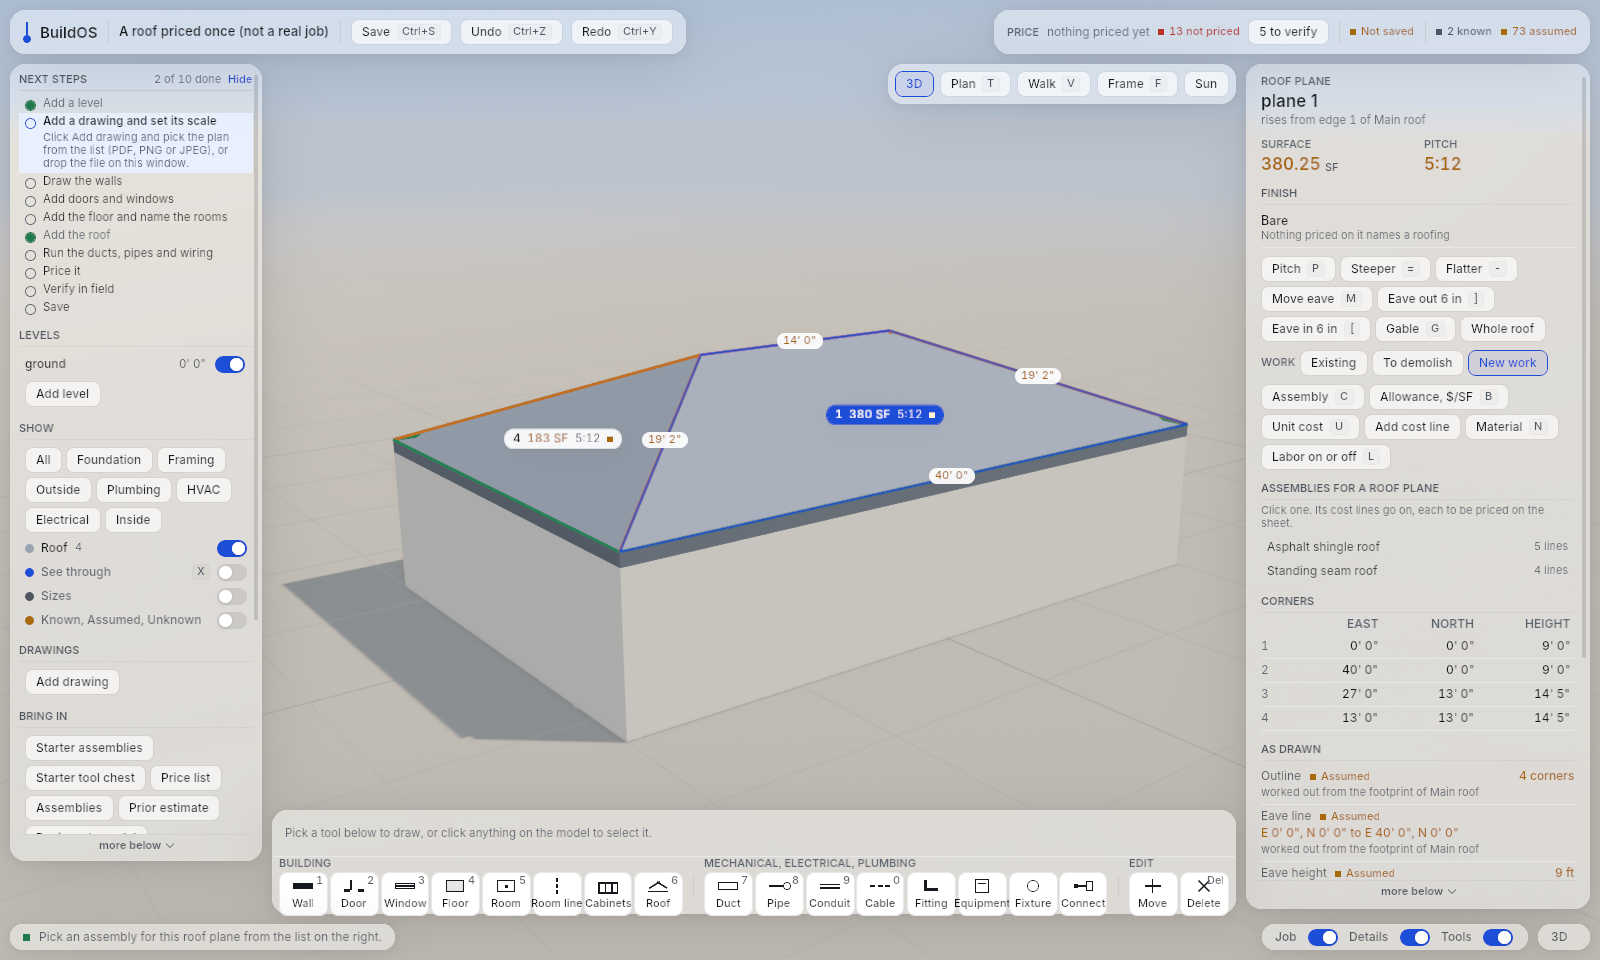 BuildOS
A roof priced once (not a real job)
Save Ctrl+S
Undo Ctrl+Z
Redo Ctrl+Y
PRICE nothing priced yet 13 not priced
5 to verify
Not saved
2 known 73 assumed
NEXT STEPS 2 of 10 done Hide
Add a level
Add a drawing and set its scale
Click Add drawing and pick the plan
from the list (PDF, PNG or JPEG), or
drop the file on this window.
Draw the walls
Add doors and windows
Add the floor and name the rooms
Add the roof
Run the ducts, pipes and wiring
Price it
Verify in field
Save
LEVELS
ground 0' 0"
Add level
SHOW
All Foundation Framing
Outside Plumbing HVAC
Electrical Inside
Roof 4
See through X
Sizes
Known, Assumed, Unknown
DRAWINGS
Add drawing
BRING IN
Starter assemblies
Starter tool chest Price list
Assemblies Prior estimate
more below
3D Plan T Walk V Frame F Sun
14' 0"
19' 2"
1 380 SF 5:12
4 183 SF 5:12
19' 2"
40' 0"
Pick a tool below to draw, or click anything on the model to select it.
BUILDING
1 Wall
2 Door
3 Window
4 Floor
5 Room
Room line
Cabinets
6 Roof
MECHANICAL, ELECTRICAL, PLUMBING
7 Duct
8 Pipe
9 Conduit
0 Cable
Fitting
Equipment
Fixture
Connect
EDIT
Move
Del Delete
ROOF PLANE
plane 1
rises from edge 1 of Main roof
SURFACE PITCH
380.25 SF 5:12
FINISH
Bare
Nothing priced on it names a roofing
Pitch P Steeper = Flatter -
Move eave M Eave out 6 in ]
Eave in 6 in [ Gable G Whole roof
WORK Existing To demolish New work
Assembly C Allowance, $/SF B
Unit cost U Add cost line Material N
Labor on or off L
ASSEMBLIES FOR A ROOF PLANE
Click one. Its cost lines go on, each to be priced on the
sheet.
Asphalt shingle roof 5 lines
Standing seam roof 4 lines
CORNERS
EAST NORTH HEIGHT
1 0' 0" 0' 0" 9' 0"
2 40' 0" 0' 0" 9' 0"
3 27' 0" 13' 0" 14' 5"
4 13' 0" 13' 0" 14' 5"
AS DRAWN
Outline Assumed 4 corners
worked out from the footprint of Main roof
Eave line Assumed
E 0' 0", N 0' 0" to E 40' 0", N 0' 0"
worked out from the footprint of Main roof
Eave height Assumed 9 ft
more below
Pick an assembly for this roof plane from the list on the right.
Job Details Tools 3D